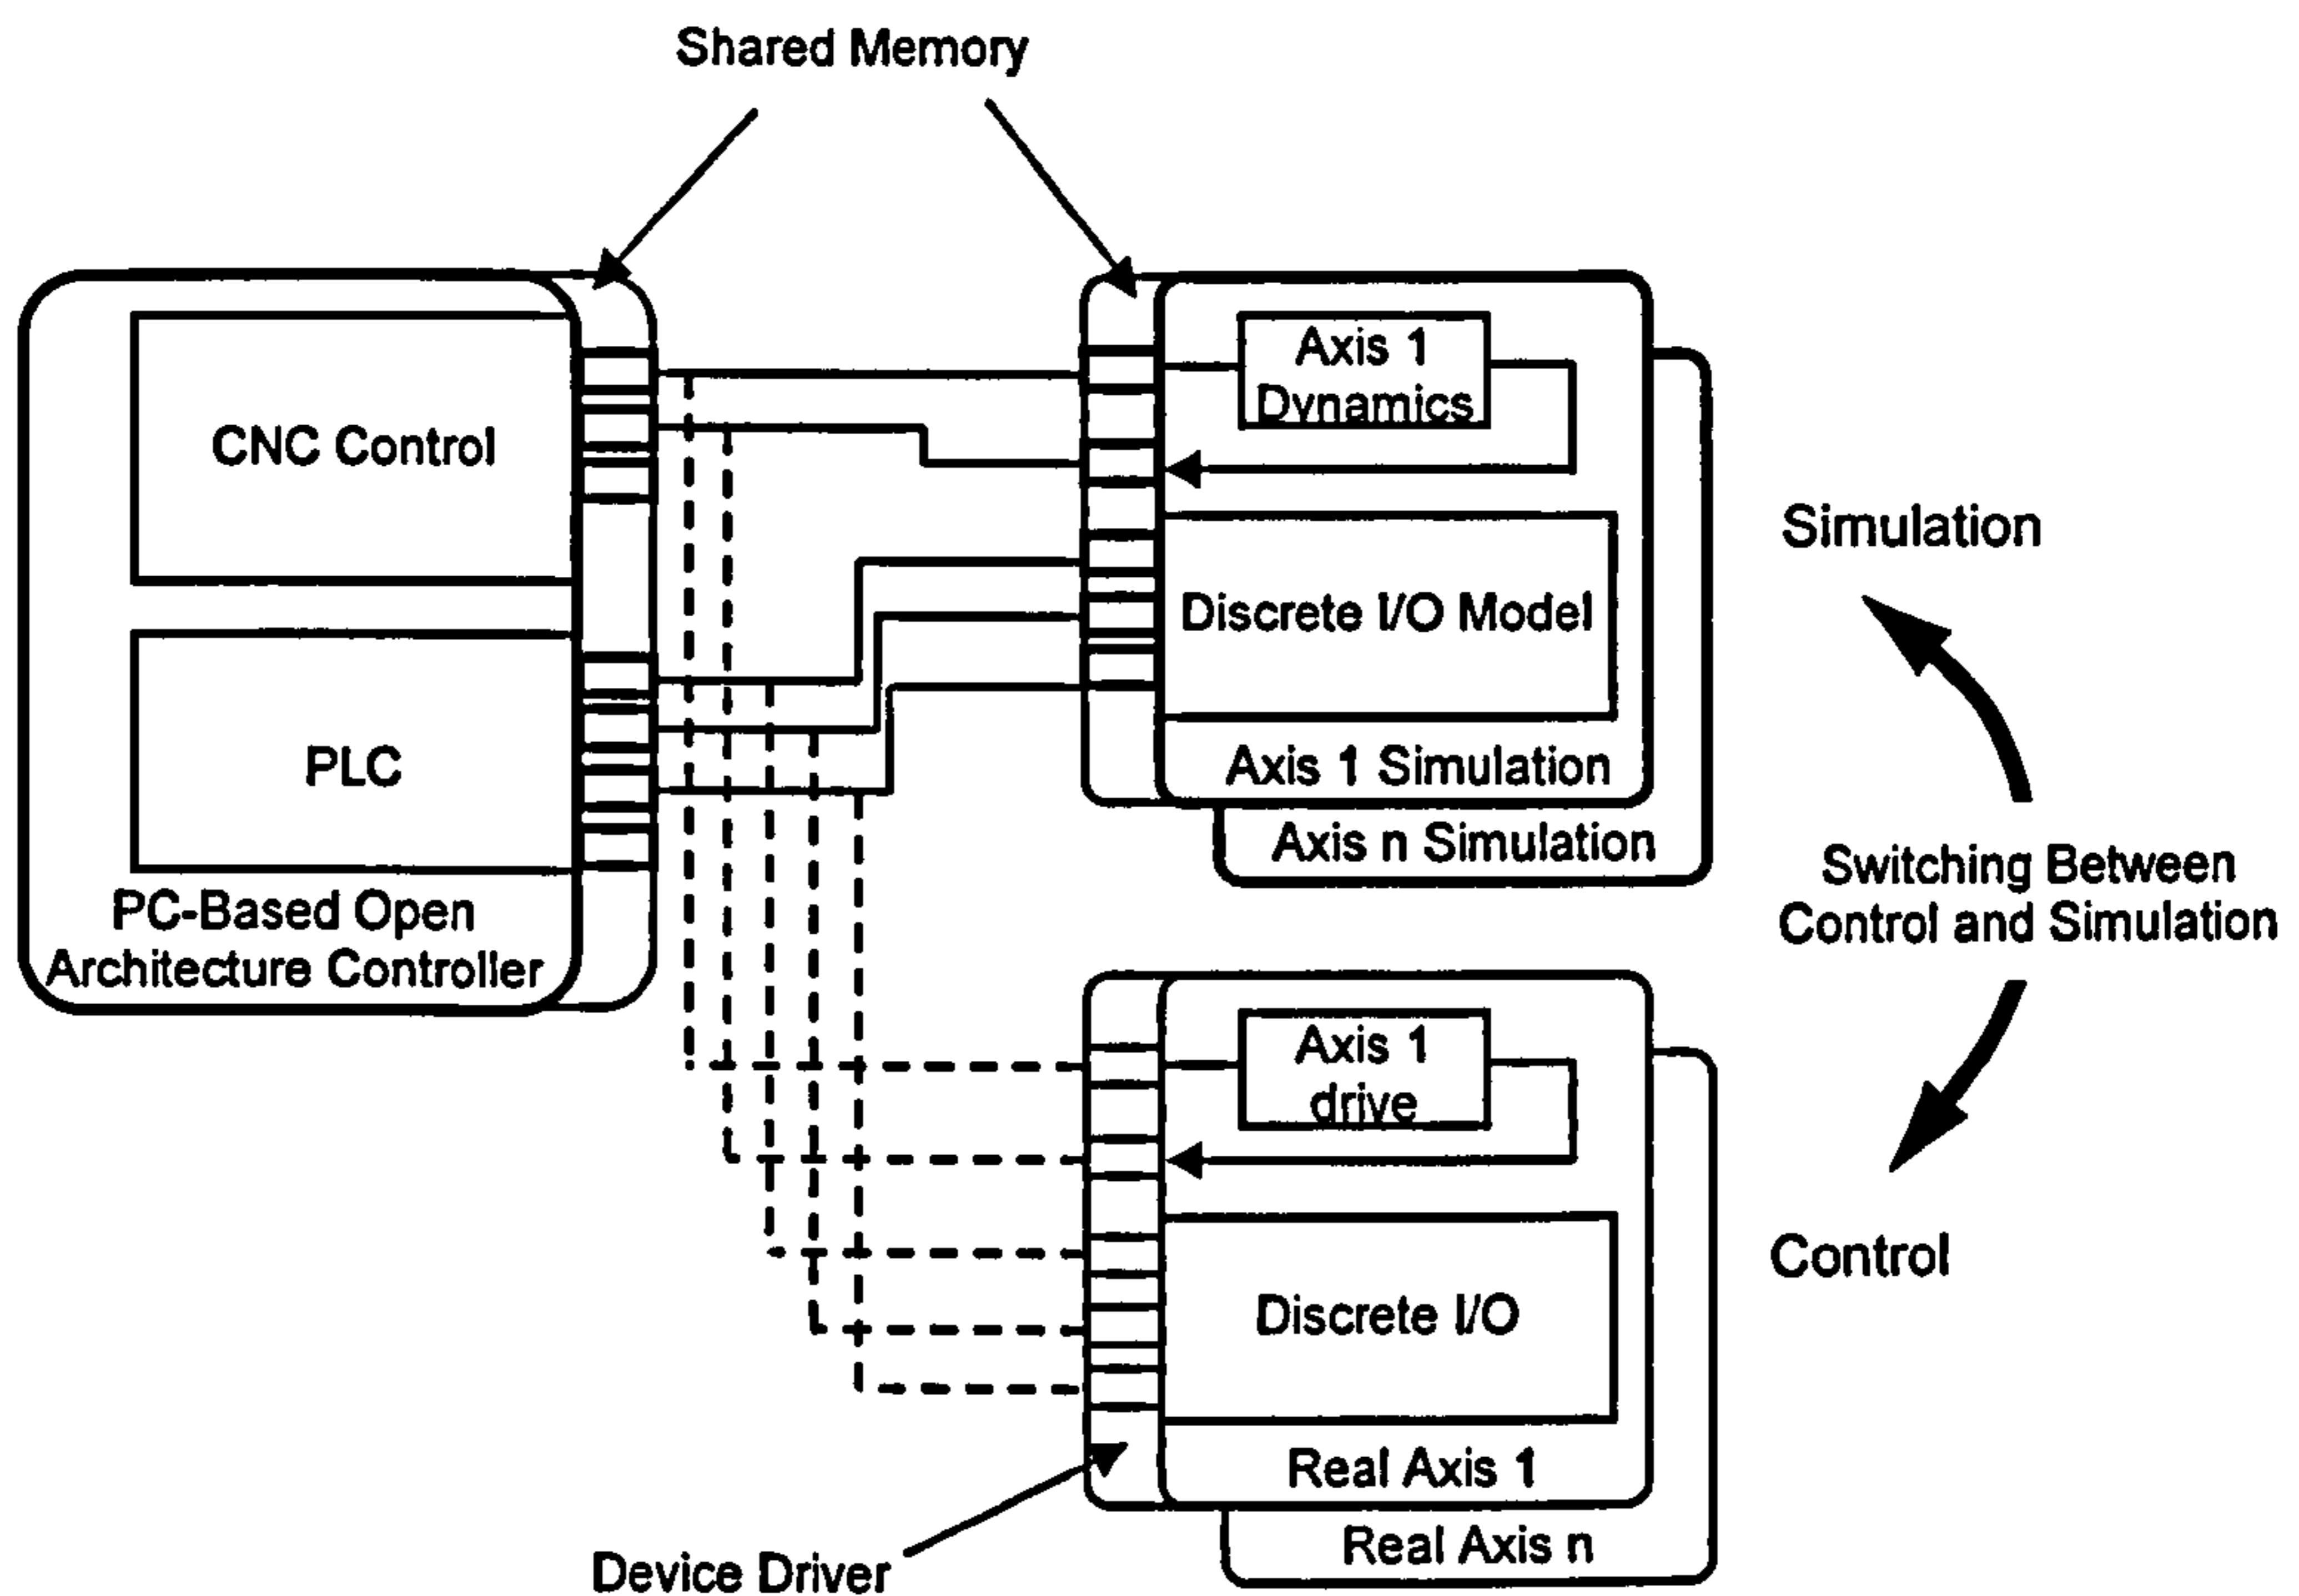 Shared Memory
CNC Control
PLC
PC-Based Open
Architecture Controller
Axis 1
Dynamics
Discrete I/O Model
Axis 1 Simulation
Axis n Simulation
Simulation
Switching Between
Control and Simulation
Control
Axis 1
drive
Discrete I/O
Real Axis 1
Real Axis n
Device Driver